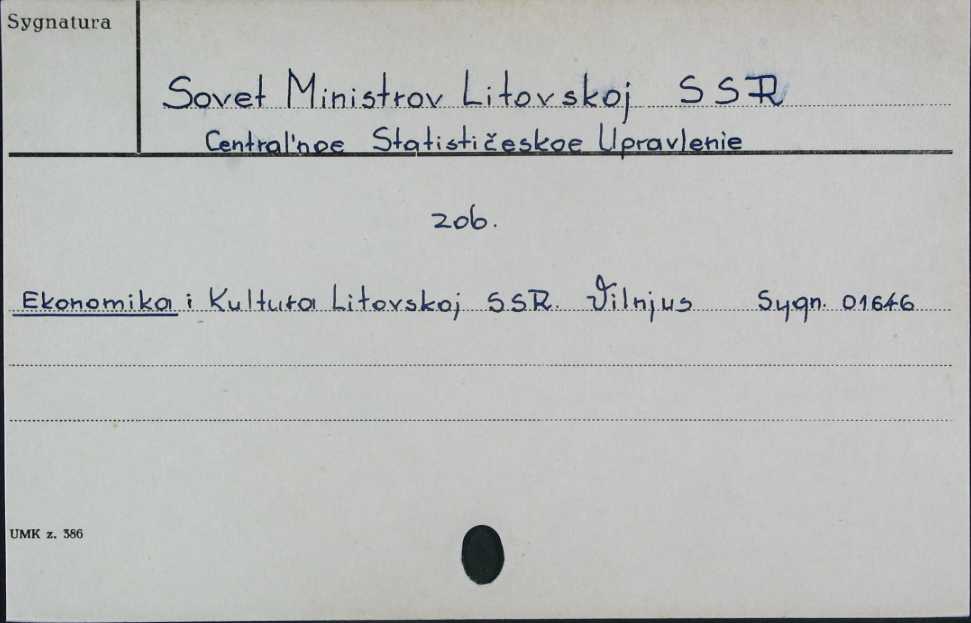 Sygnatura
Sovet Ministrov Litovskoj SSR
Central'noe Statističeskoe Upravlenie
zob.
Ekonomika i Kultura Litovskoj SSR. Vilnjus Sygn. 01646
UMK z. 386